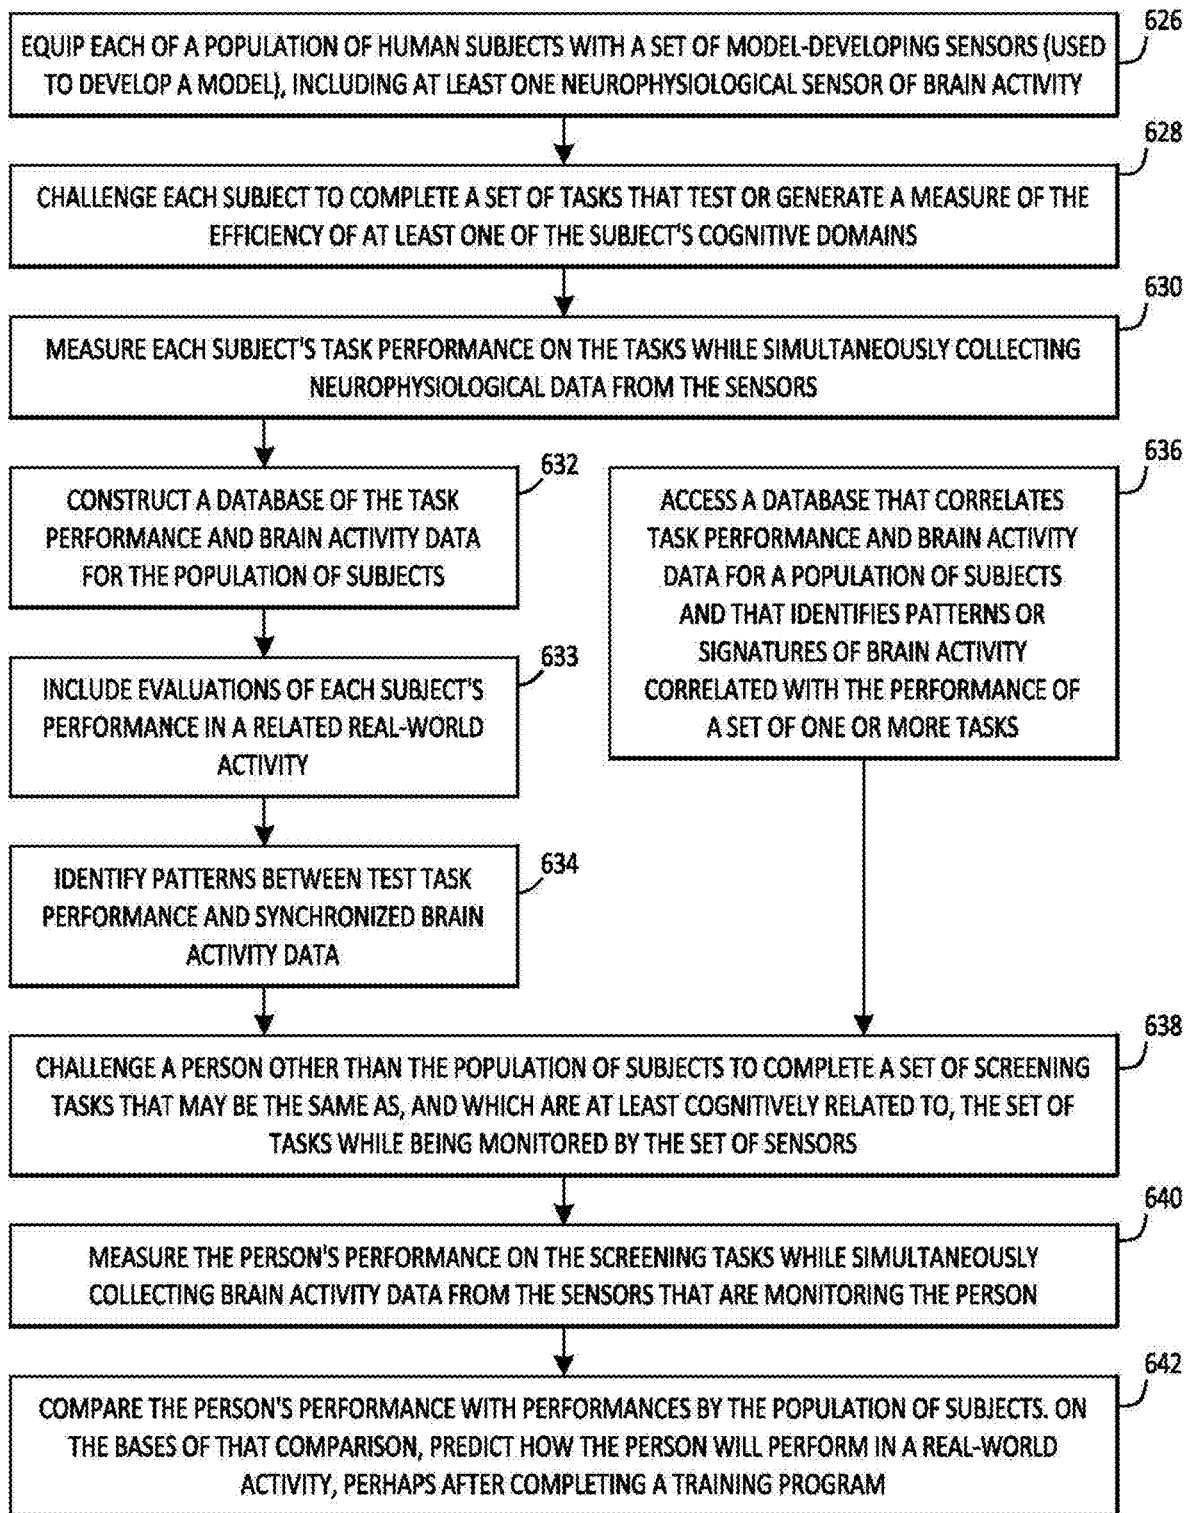 626
EQUIP EACH OF A POPULATION OF HUMAN SUBJECTS WITH A SET OF MODEL-DEVELOPING SENSORS (USED
TO DEVELOP A MODEL), INCLUDING AT LEAST ONE NEUROPHYSIOLOGICAL SENSOR OF BRAIN ACTIVITY
628
CHALLENGE EACH SUBJECT TO COMPLETE A SET OF TASKS THAT TEST OR GENERATE A MEASURE OF THE
EFFICIENCY OF AT LEAST ONE OF THE SUBJECT'S COGNITIVE DOMAINS
630
MEASURE EACH SUBJECT'S TASK PERFORMANCE ON THE TASKS WHILE SIMULTANEOUSLY COLLECTING
NEUROPHYSIOLOGICAL DATA FROM THE SENSORS
632
CONSTRUCT A DATABASE OF THE TASK
PERFORMANCE AND BRAIN ACTIVITY DATA
FOR THE POPULATION OF SUBJECTS
633
INCLUDE EVALUATIONS OF EACH SUBJECT'S
PERFORMANCE IN A RELATED REAL-WORLD
ACTIVITY
634
IDENTIFY PATTERNS BETWEEN TEST TASK
PERFORMANCE AND SYNCHRONIZED BRAIN
ACTIVITY DATA
636
ACCESS A DATABASE THAT CORRELATES
TASK PERFORMANCE AND BRAIN ACTIVITY
DATA FOR A POPULATION OF SUBJECTS
AND THAT IDENTIFIES PATTERNS OR
SIGNATURES OF BRAIN ACTIVITY
CORRELATED WITH THE PERFORMANCE OF
A SET OF ONE OR MORE TASKS
638
CHALLENGE A PERSON OTHER THAN THE POPULATION OF SUBJECTS TO COMPLETE A SET OF SCREENING
TASKS THAT MAY BE THE SAME AS, AND WHICH ARE AT LEAST COGNITIVELY RELATED TO, THE SET OF
TASKS WHILE BEING MONITORED BY THE SET OF SENSORS
640
MEASURE THE PERSON'S PERFORMANCE ON THE SCREENING TASKS WHILE SIMULTANEOUSLY
COLLECTING BRAIN ACTIVITY DATA FROM THE SENSORS THAT ARE MONITORING THE PERSON
642
COMPARE THE PERSON'S PERFORMANCE WITH PERFORMANCES BY THE POPULATION OF SUBJECTS. ON
THE BASES OF THAT COMPARISON, PREDICT HOW THE PERSON WILL PERFORM IN A REAL-WORLD
ACTIVITY, PERHAPS AFTER COMPLETING A TRAINING PROGRAM